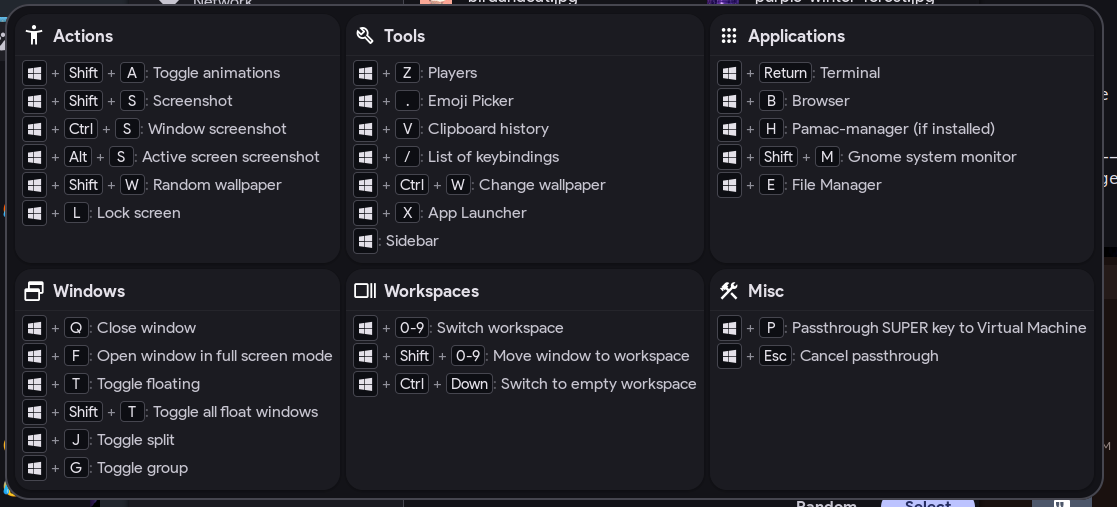 Network
birdandcat.jpg
purple-winter-forest.jpg
Actions
+ Shift + A : Toggle animations
+ Shift + S : Screenshot
+ Ctrl + S : Window screenshot
+ Alt + S : Active screen screenshot
+ Shift + W : Random wallpaper
+ L : Lock screen
Tools
+ Z : Players
+ . : Emoji Picker
+ V : Clipboard history
+ / : List of keybindings
+ Ctrl + W : Change wallpaper
+ X : App Launcher
: Sidebar
Applications
+ Return : Terminal
+ B : Browser
+ H : Pamac-manager (if installed)
+ Shift + M : Gnome system monitor
+ E : File Manager
Windows
+ Q : Close window
+ F : Open window in full screen mode
+ T : Toggle floating
+ Shift + T : Toggle all float windows
+ J : Toggle split
+ G : Toggle group
Workspaces
+ 0-9 : Switch workspace
+ Shift + 0-9 : Move window to workspace
+ Ctrl + Down : Switch to empty workspace
Misc
+ P : Passthrough SUPER key to Virtual Machine
+ Esc : Cancel passthrough
Random
Select